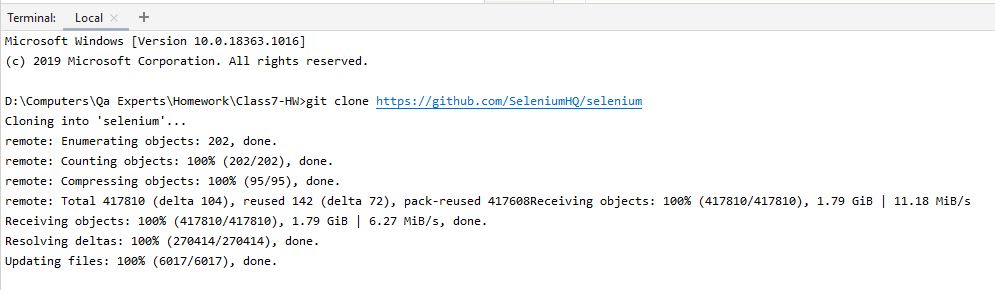 Terminal: Local × +
Microsoft Windows [Version 10.0.18363.1016]
(c) 2019 Microsoft Corporation. All rights reserved.
D:\Computers\Qa Experts\Homework\Class7-HW>git clone https://github.com/SeleniumHQ/selenium
Cloning into 'selenium'...
remote: Enumerating objects: 202, done.
remote: Counting objects: 100% (202/202), done.
remote: Compressing objects: 100% (95/95), done.
remote: Total 417810 (delta 104), reused 142 (delta 72), pack-reused 417608Receiving objects: 100% (417810/417810), 1.79 GiB | 11.18 MiB/s
Receiving objects: 100% (417810/417810), 1.79 GiB | 6.27 MiB/s, done.
Resolving deltas: 100% (270414/270414), done.
Updating files: 100% (6017/6017), done.